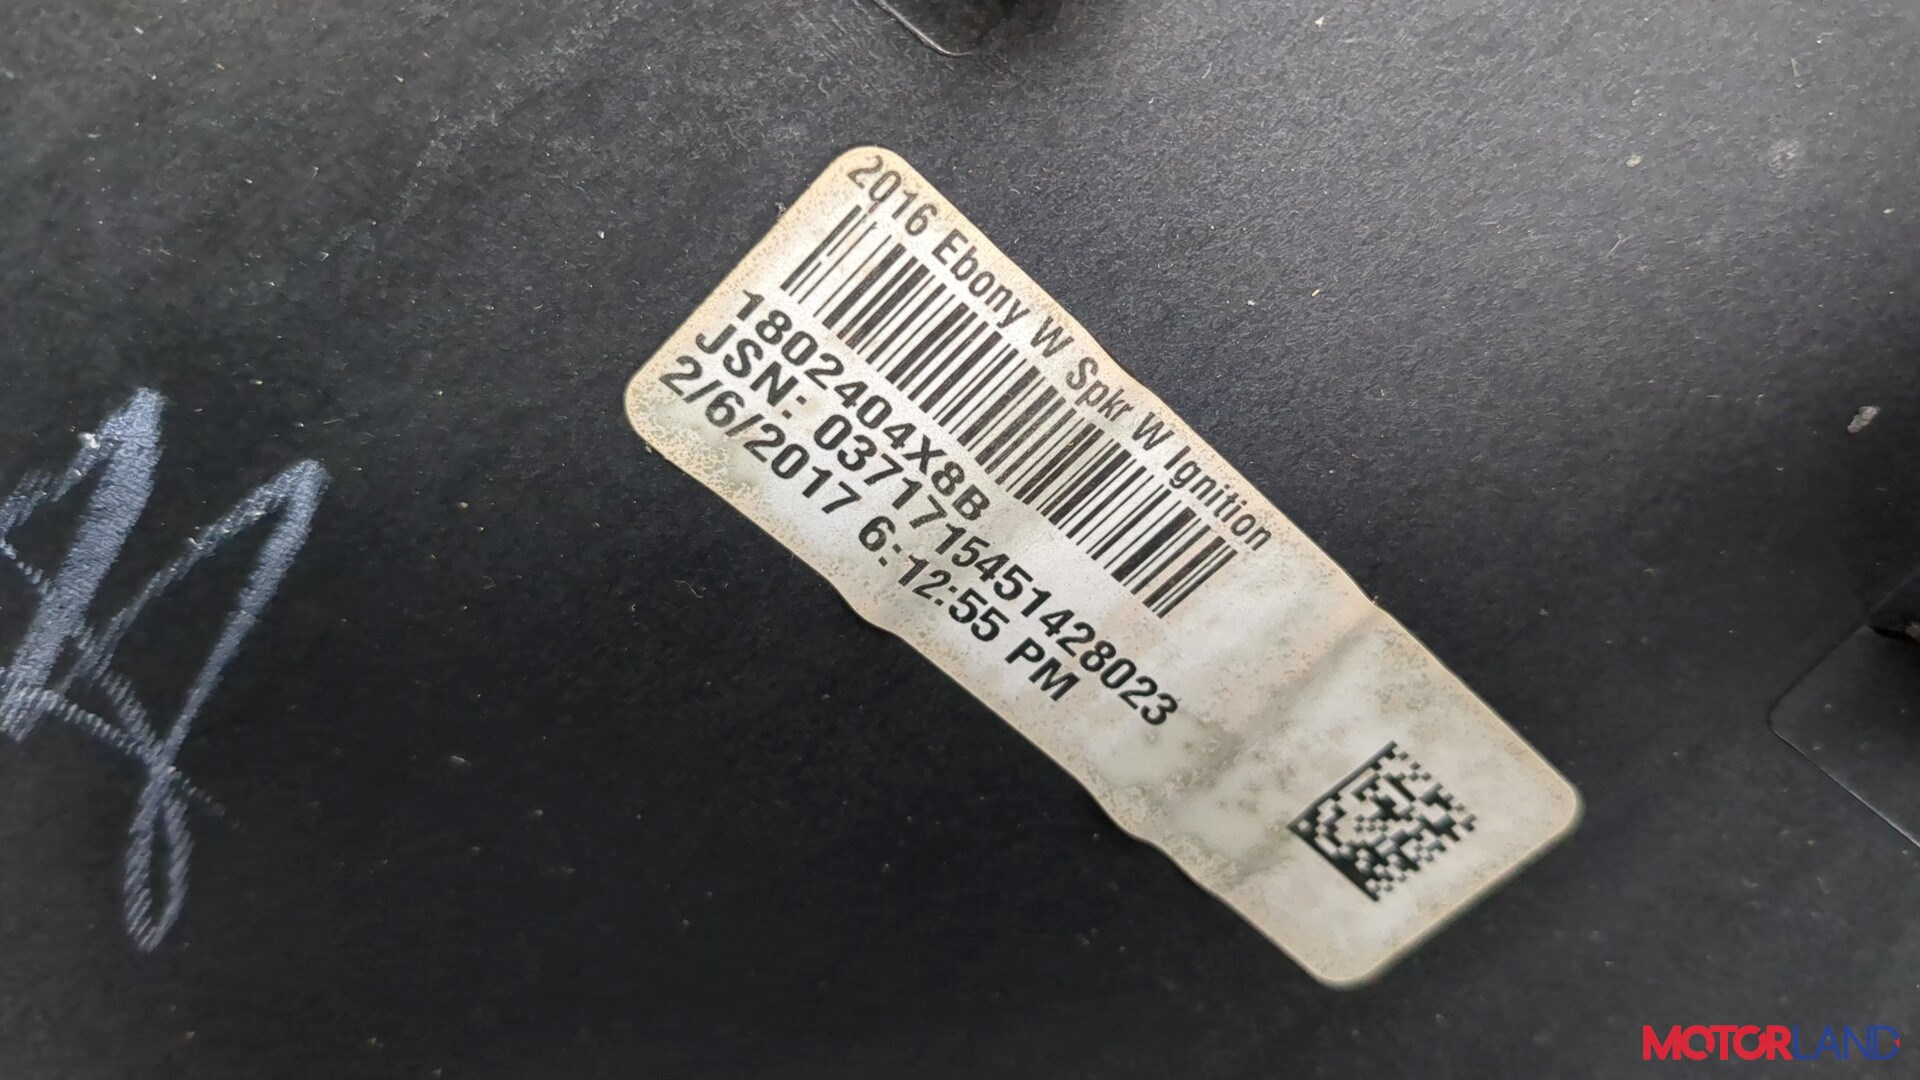 2016 Ebony W Spkr W Ignition
1802404X8B
JSN: 0371715451428023
2/6/2017 6:12:55 PM
MOTORLAND